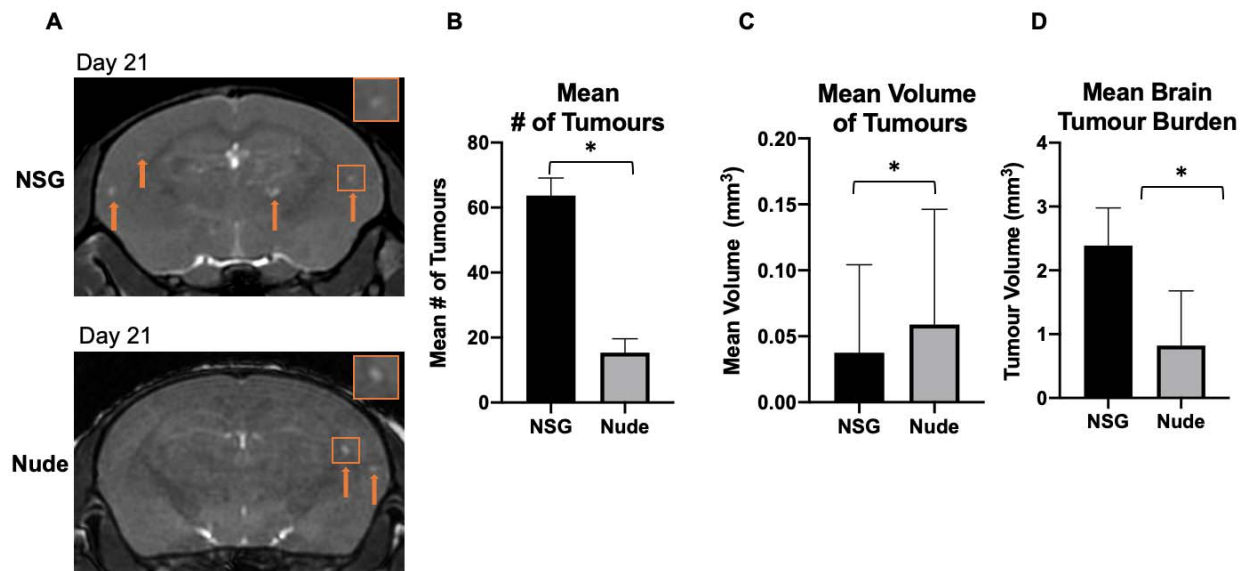 A
Day 21
NSG
Day 21
Nude
B
Mean
# of Tumours
Mean # of Tumours
80
60
40
20
0
*
NSG Nude
C
Mean Volume
of Tumours
Mean Volume (mm³)
0.20
0.15
0.10
0.05
0.00
*
NSG Nude
D
Mean Brain
Tumour Burden
Tumour Volume (mm³)
4
3
2
1
0
*
NSG Nude